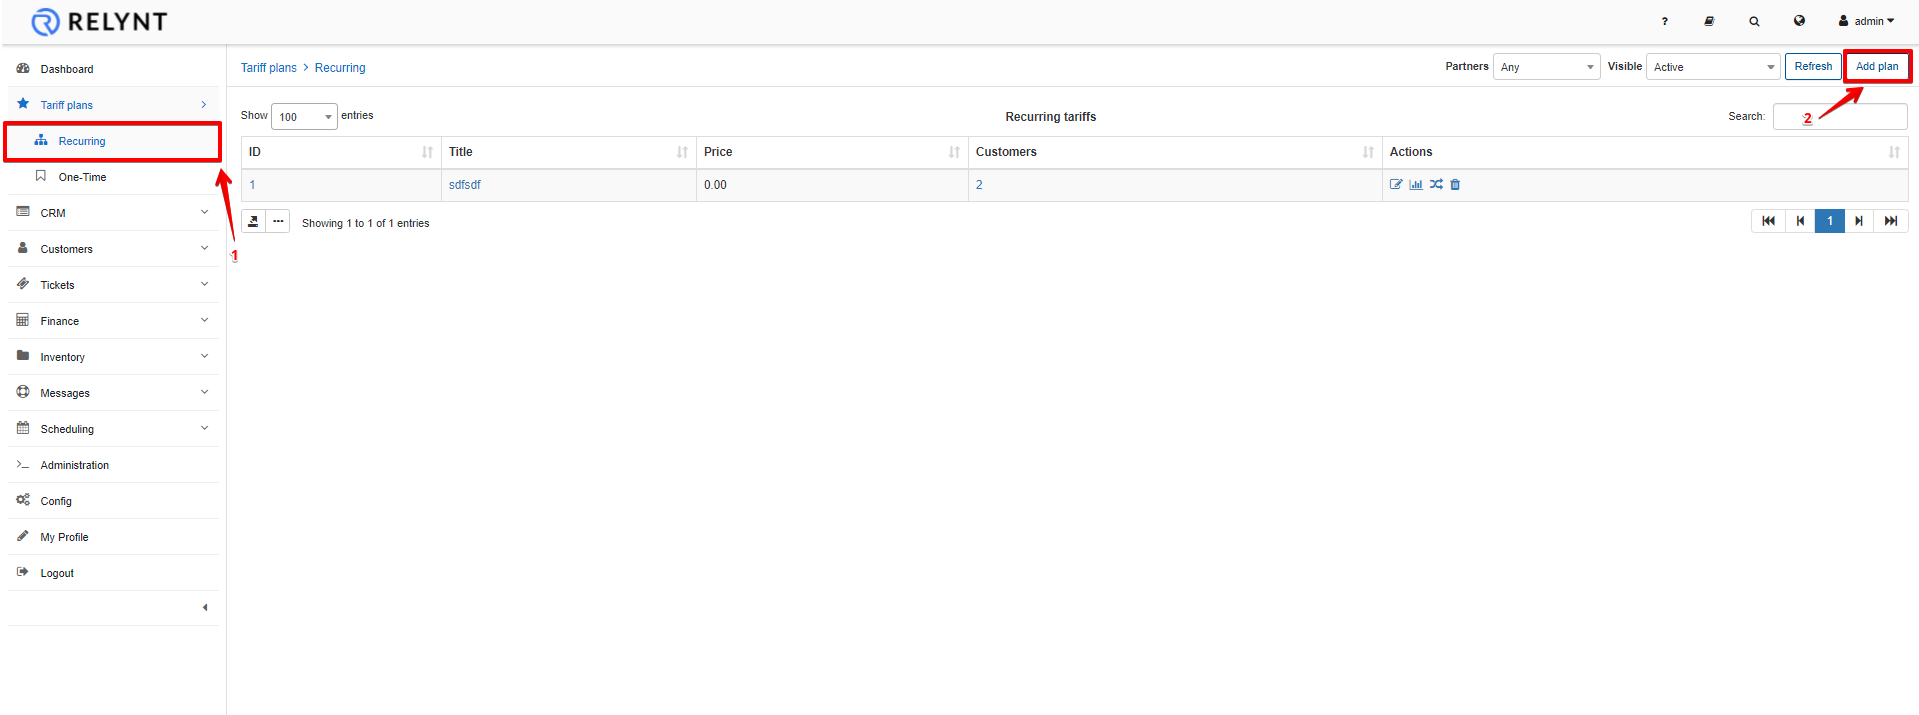 RELYNT
? admin
Dashboard
Tariff plans
Recurring
One-Time
CRM
Customers
Tickets
Finance
Inventory
Messages
Scheduling
Administration
Config
My Profile
Logout
1
Tariff plans > Recurring
Partners Any Visible Active Refresh Add plan
2
Show 100 entries
Recurring tariffs
Search:
ID Title Price Customers Actions
1 sdfsdf 0.00 2
Showing 1 to 1 of 1 entries
1